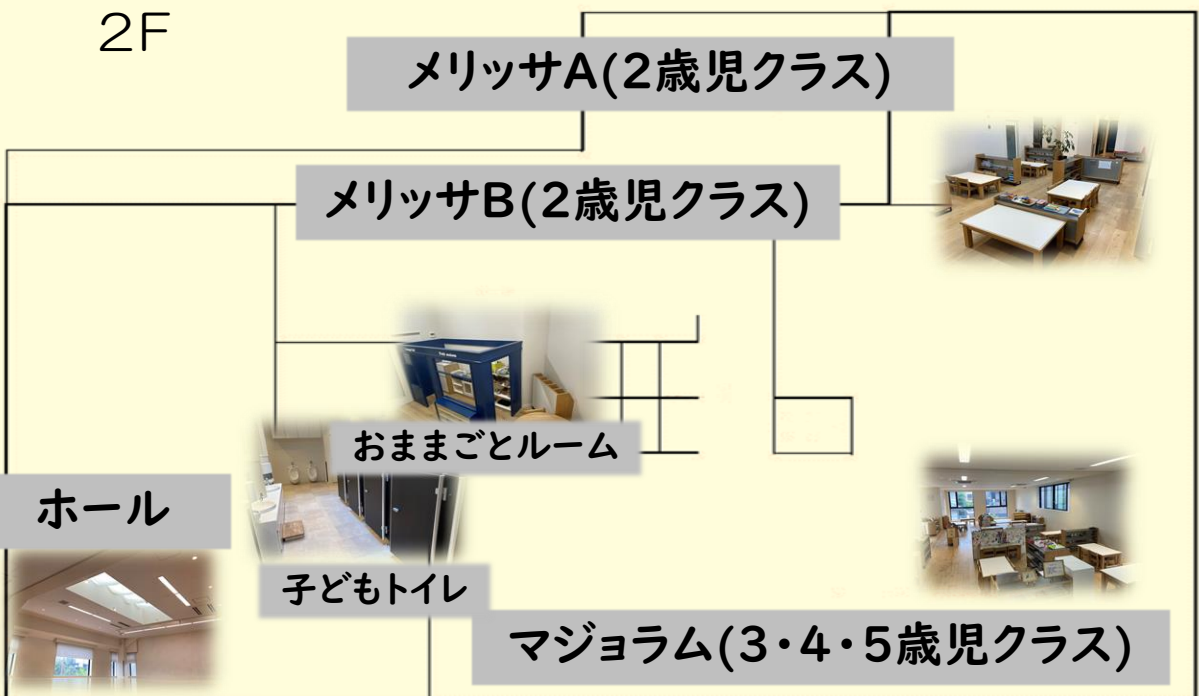 2F
メリッサA(2歳児クラス)
メリッサB(2歳児クラス)
おままごとルーム
ホール
子どもトイレ
マジョラム(3・4・5歳児クラス)